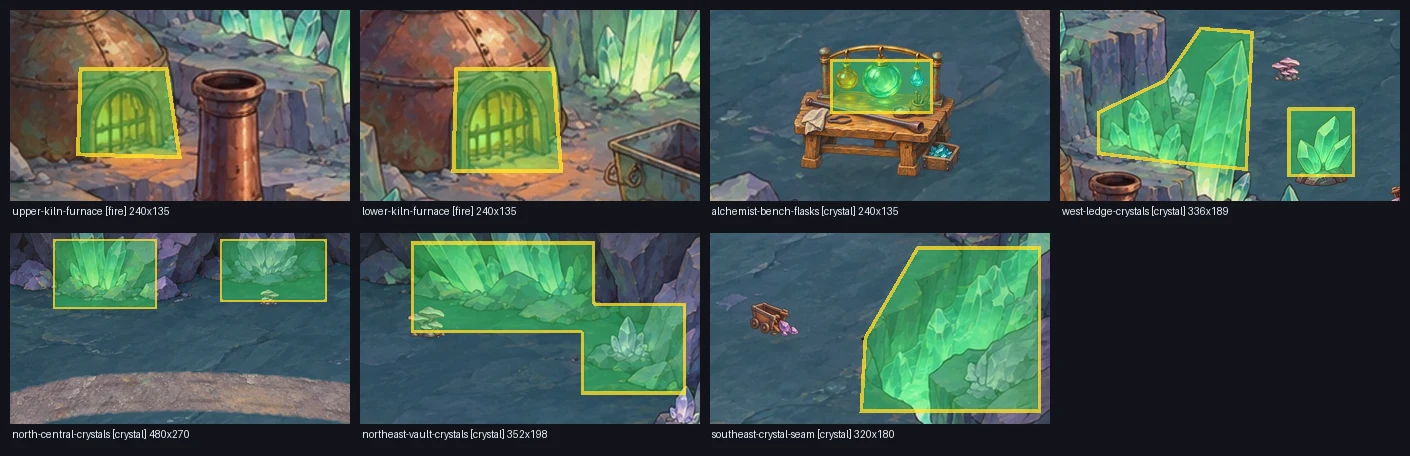 upper-kiln-furnace [fire] 240x135
lower-kiln-furnace [fire] 240x135
alchemist-bench-flasks [crystal] 240x135
west-ledge-crystals [crystal] 336x189
north-central-crystals [crystal] 480x270
northeast-vault-crystals [crystal] 352x198
southeast-crystal-seam [crystal] 320x180